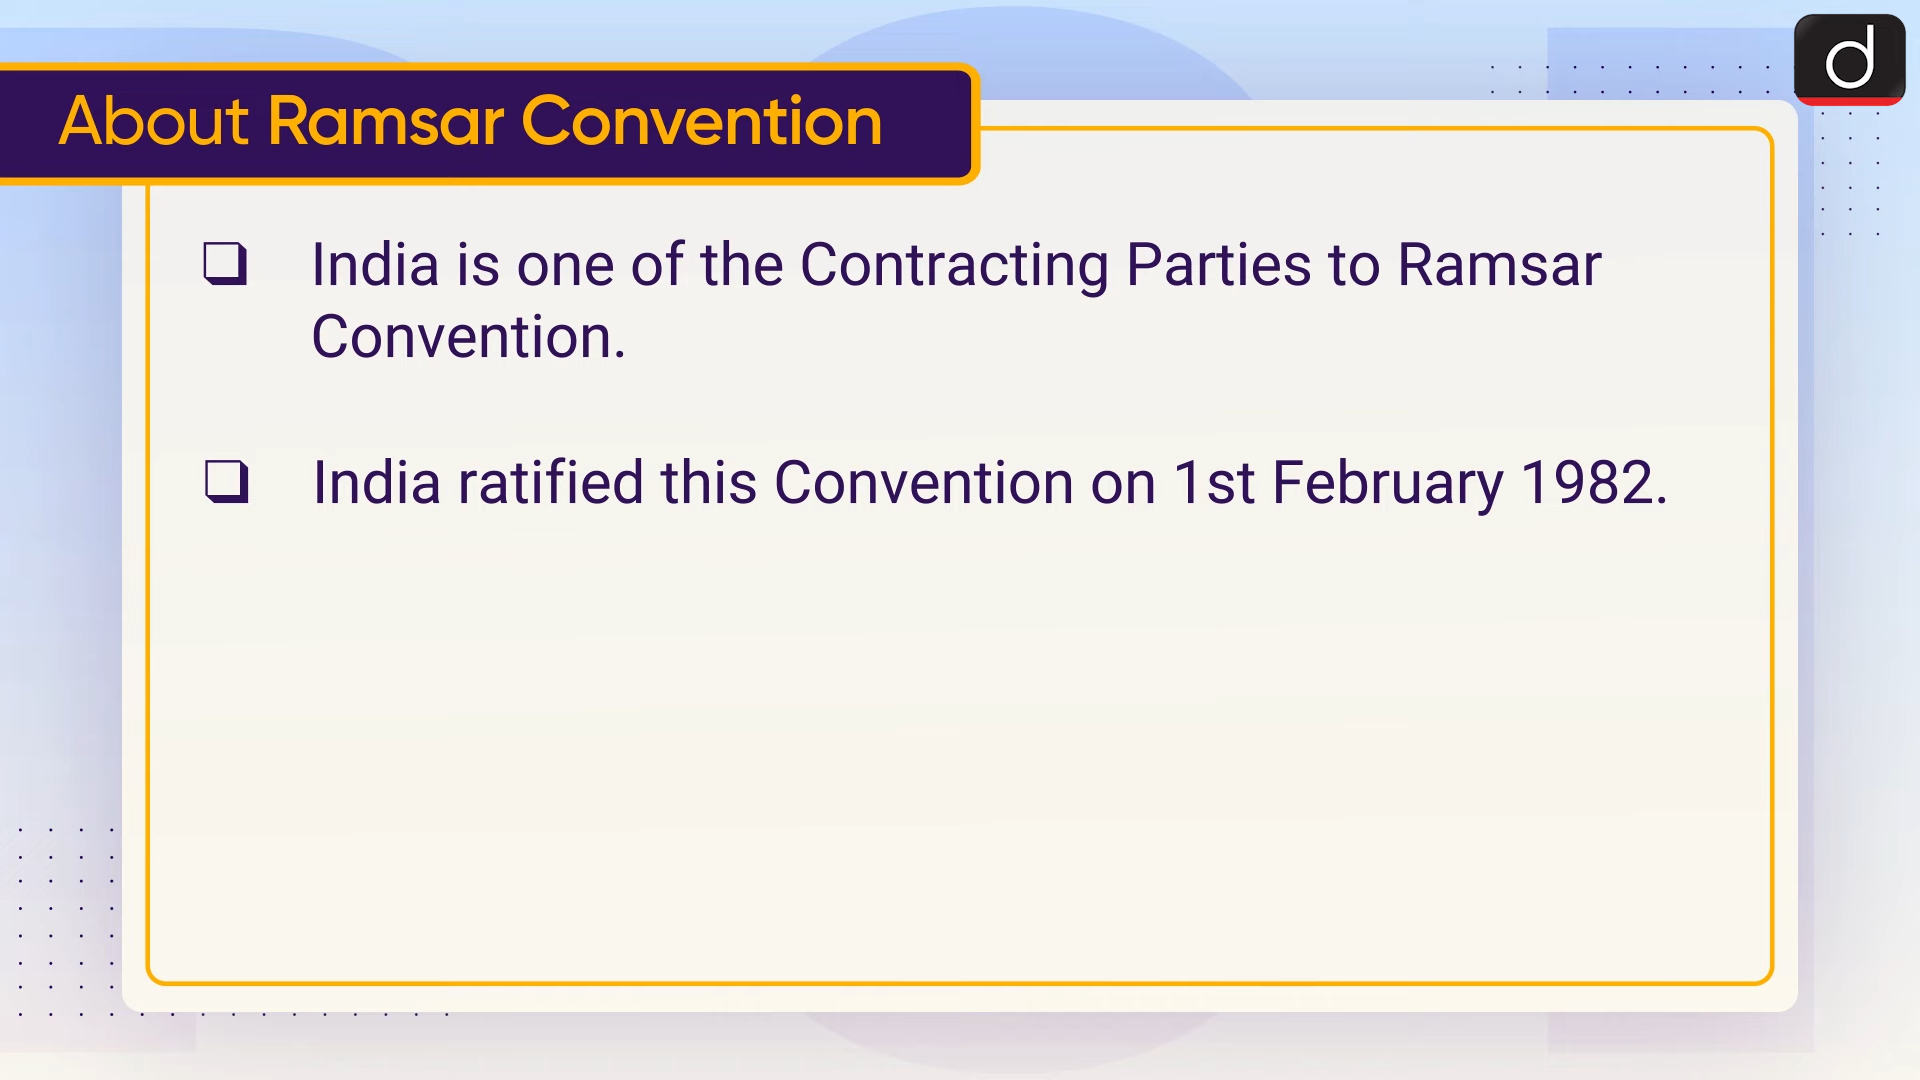 About Ramsar Convention
d
❑ India is one of the Contracting Parties to Ramsar
Convention.
❑ India ratified this Convention on 1st February 1982.